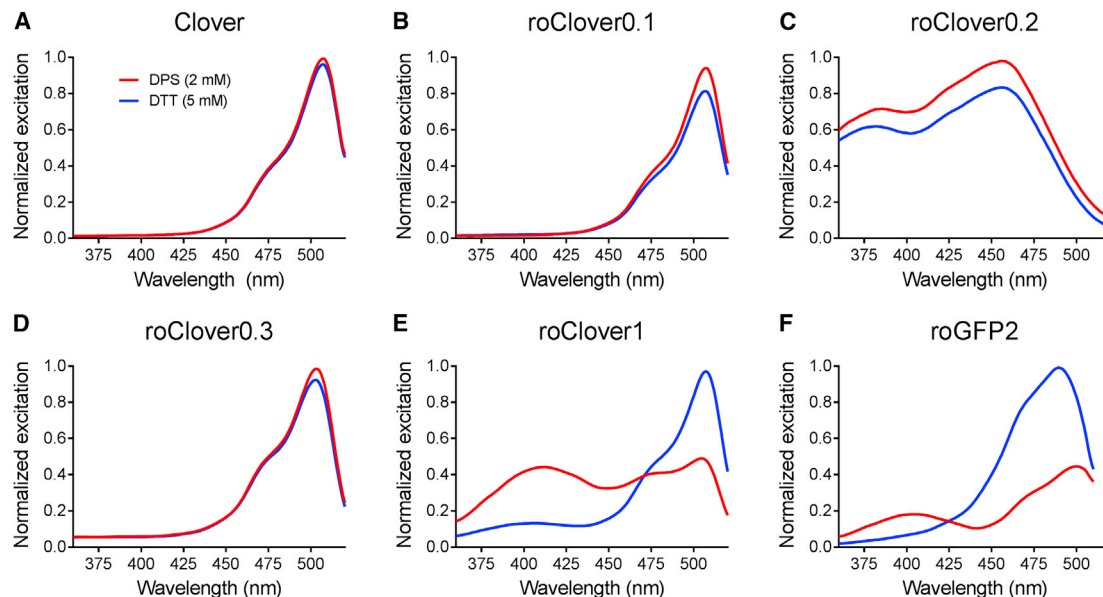 A
Clover
Normalized excitation
1.0
0.8
0.6
0.4
0.2
0.0
DPS (2 mM)
DTT (5 mM)
375 400 425 450 475 500
Wavelength (nm)
B
roClover0.1
Normalized excitation
1.0
0.8
0.6
0.4
0.2
0.0
375 400 425 450 475 500
Wavelength (nm)
C
roClover0.2
Normalized excitation
1.0
0.8
0.6
0.4
0.2
0.0
375 400 425 450 475 500
Wavelength (nm)
D
roClover0.3
Normalized excitation
1.0
0.8
0.6
0.4
0.2
0.0
375 400 425 450 475 500
Wavelength (nm)
E
roClover1
Normalized excitation
1.0
0.8
0.6
0.4
0.2
0.0
375 400 425 450 475 500
Wavelength (nm)
F
roGFP2
Normalized excitation
1.0
0.8
0.6
0.4
0.2
0.0
375 400 425 450 475 500
Wavelength (nm)